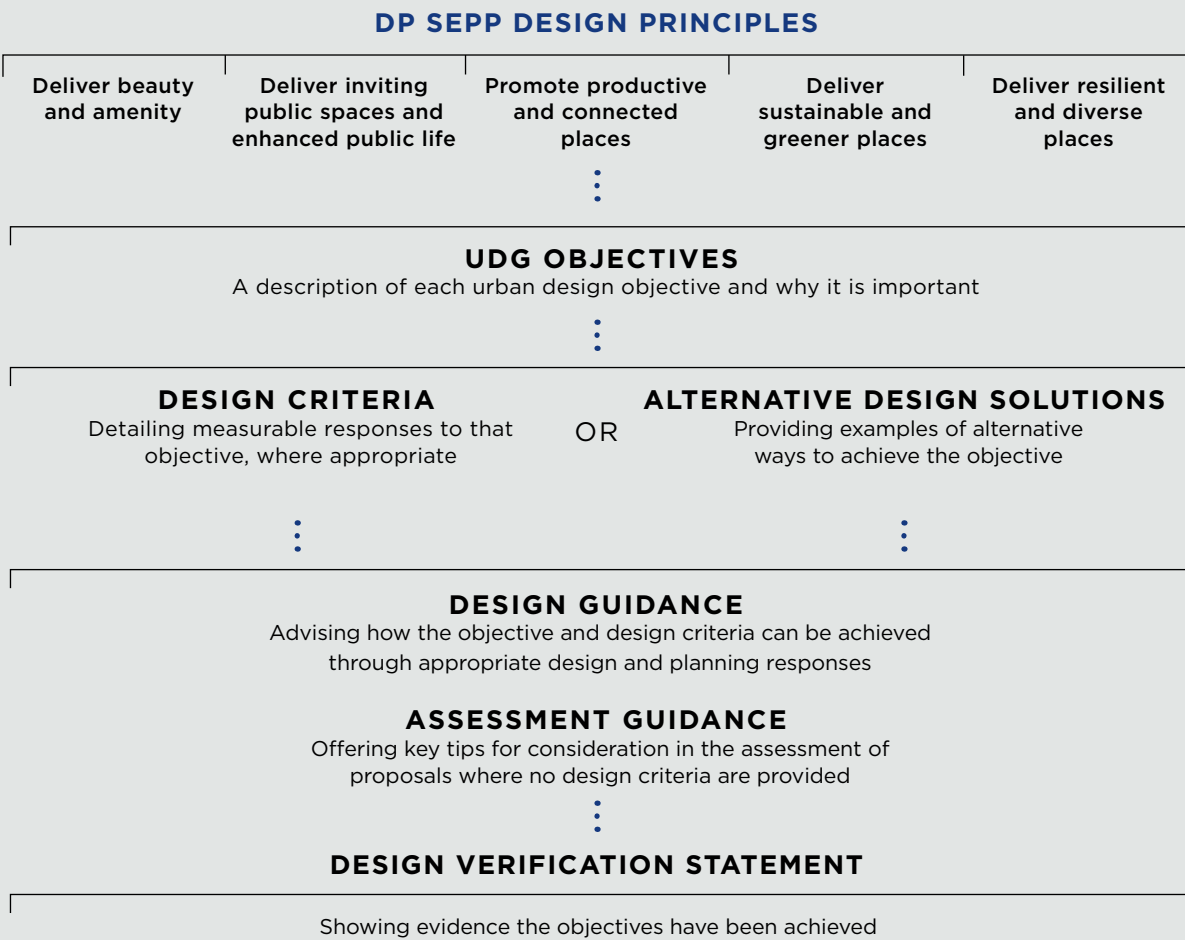 DP SEPP DESIGN PRINCIPLES
Deliver beauty
and amenity
Deliver inviting
public spaces and
enhanced public life
Promote productive
and connected
places
Deliver
sustainable and
greener places
Deliver resilient
and diverse
places
UDG OBJECTIVES
A description of each urban design objective and why it is important
DESIGN CRITERIA
Detailing measurable responses to that
objective, where appropriate
OR
ALTERNATIVE DESIGN SOLUTIONS
Providing examples of alternative
ways to achieve the objective
DESIGN GUIDANCE
Advising how the objective and design criteria can be achieved
through appropriate design and planning responses
ASSESSMENT GUIDANCE
Offering key tips for consideration in the assessment of
proposals where no design criteria are provided
DESIGN VERIFICATION STATEMENT
Showing evidence the objectives have been achieved